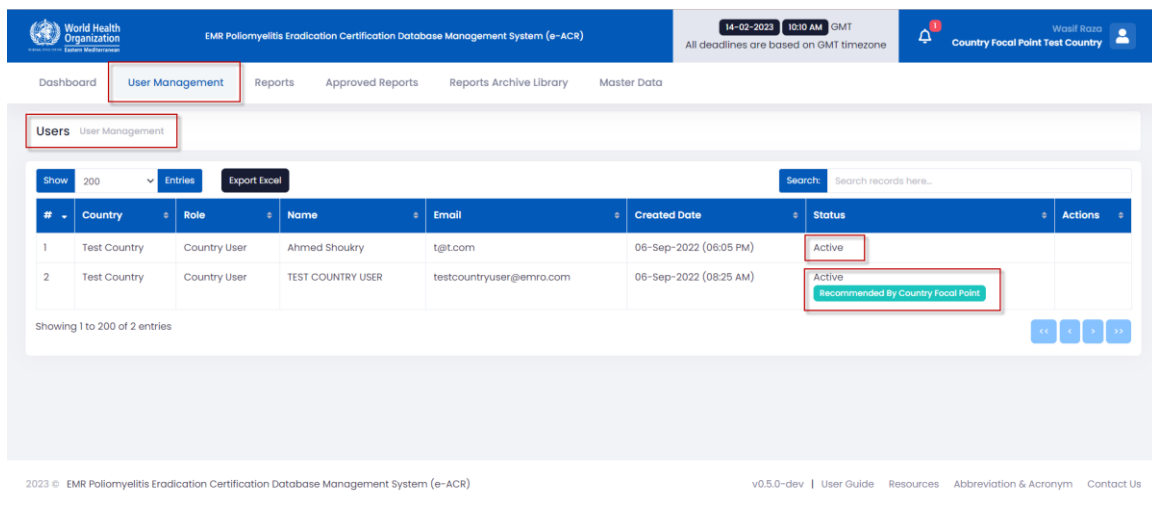 World Health
Organization
Eastern Mediterranean
EMR Poliomyelitis Eradication Certification Database Management System (e-ACR)
14-02-2023 10:10 AM GMT
All deadlines are based on GMT timezone
1
Wasif Raza
Country Focal Point Test Country
Dashboard User Management Reports Approved Reports Reports Archive Library Master Data
Users User Management
Show 200 Entries Export Excel Search: Search records here...
# Country Role Name Email Created Date Status Actions
1 Test Country Country User Ahmed Shoukry t@t.com 06-Sep-2022 (06:05 PM) Active
2 Test Country Country User TEST COUNTRY USER testcountryuser@emro.com 06-Sep-2022 (08:25 AM) Active
Recommended By Country Focal Point
Showing 1 to 200 of 2 entries
<< < > >>
2023 © EMR Poliomyelitis Eradication Certification Database Management System (e-ACR) v0.5.0-dev | User Guide Resources Abbreviation & Acronym Contact Us